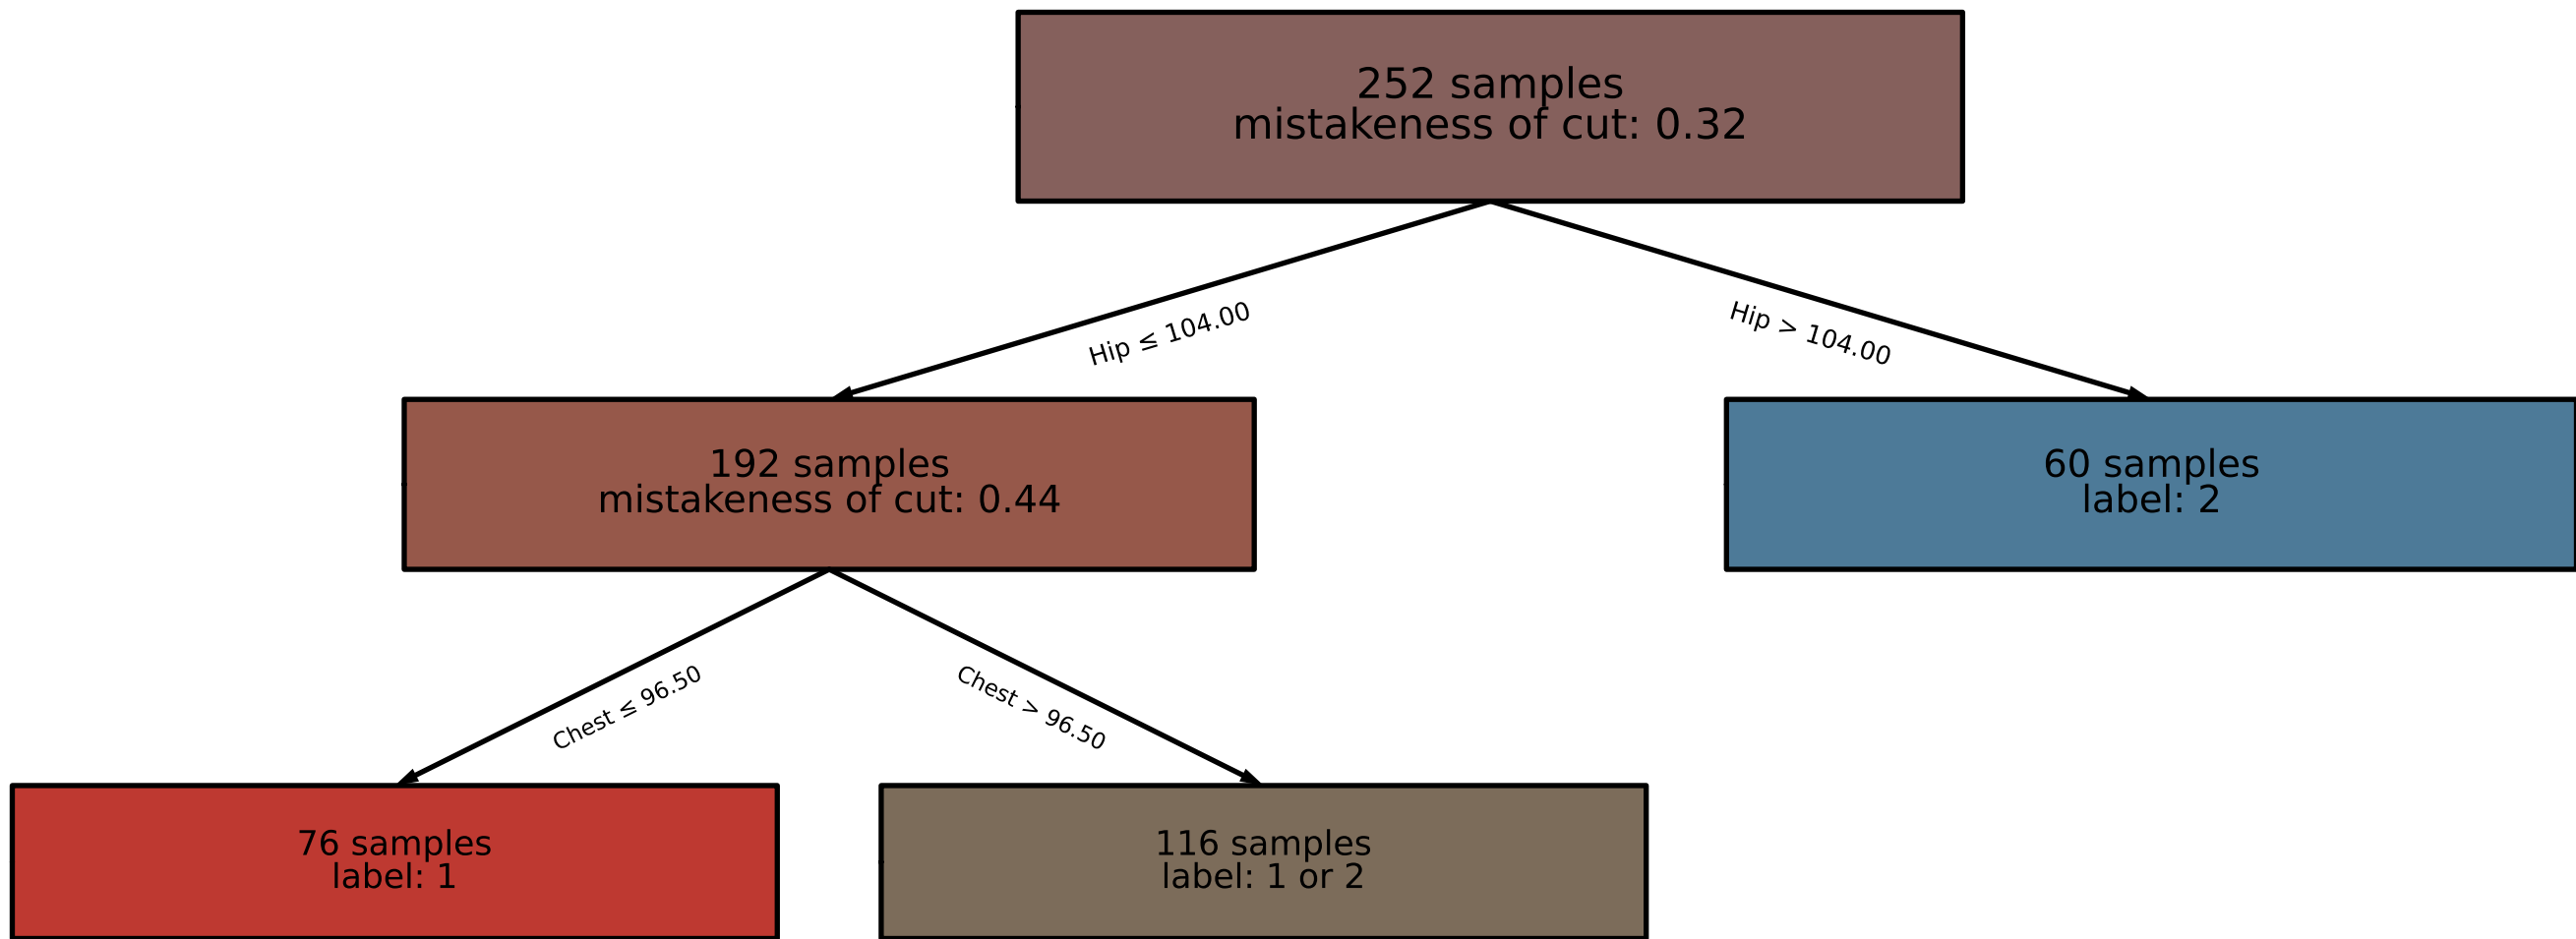 252 samples
mistakeness of cut: 0.32
Hip ≤ 104.00
Hip > 104.00
192 samples
mistakeness of cut: 0.44
60 samples
label: 2
Chest ≤ 96.50
Chest > 96.50
76 samples
label: 1
116 samples
label: 1 or 2